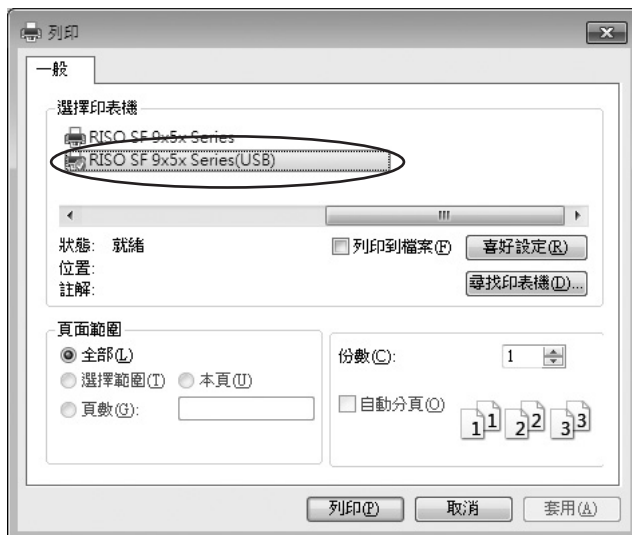 列印
一般
選擇印表機
RISO SF 9x5x Series
RISO SF 9x5x Series(USB)
狀態: 就緒
列印到檔案(F)
喜好設定(R)
位置:
註解:
尋找印表機(D)...
頁面範圍
全部(L)
選擇範圍(T) 本頁(U)
頁數(G):
份數(C): 1
自動分頁(O)
1 1 2 2 3 3
列印(P) 取消 套用(A)